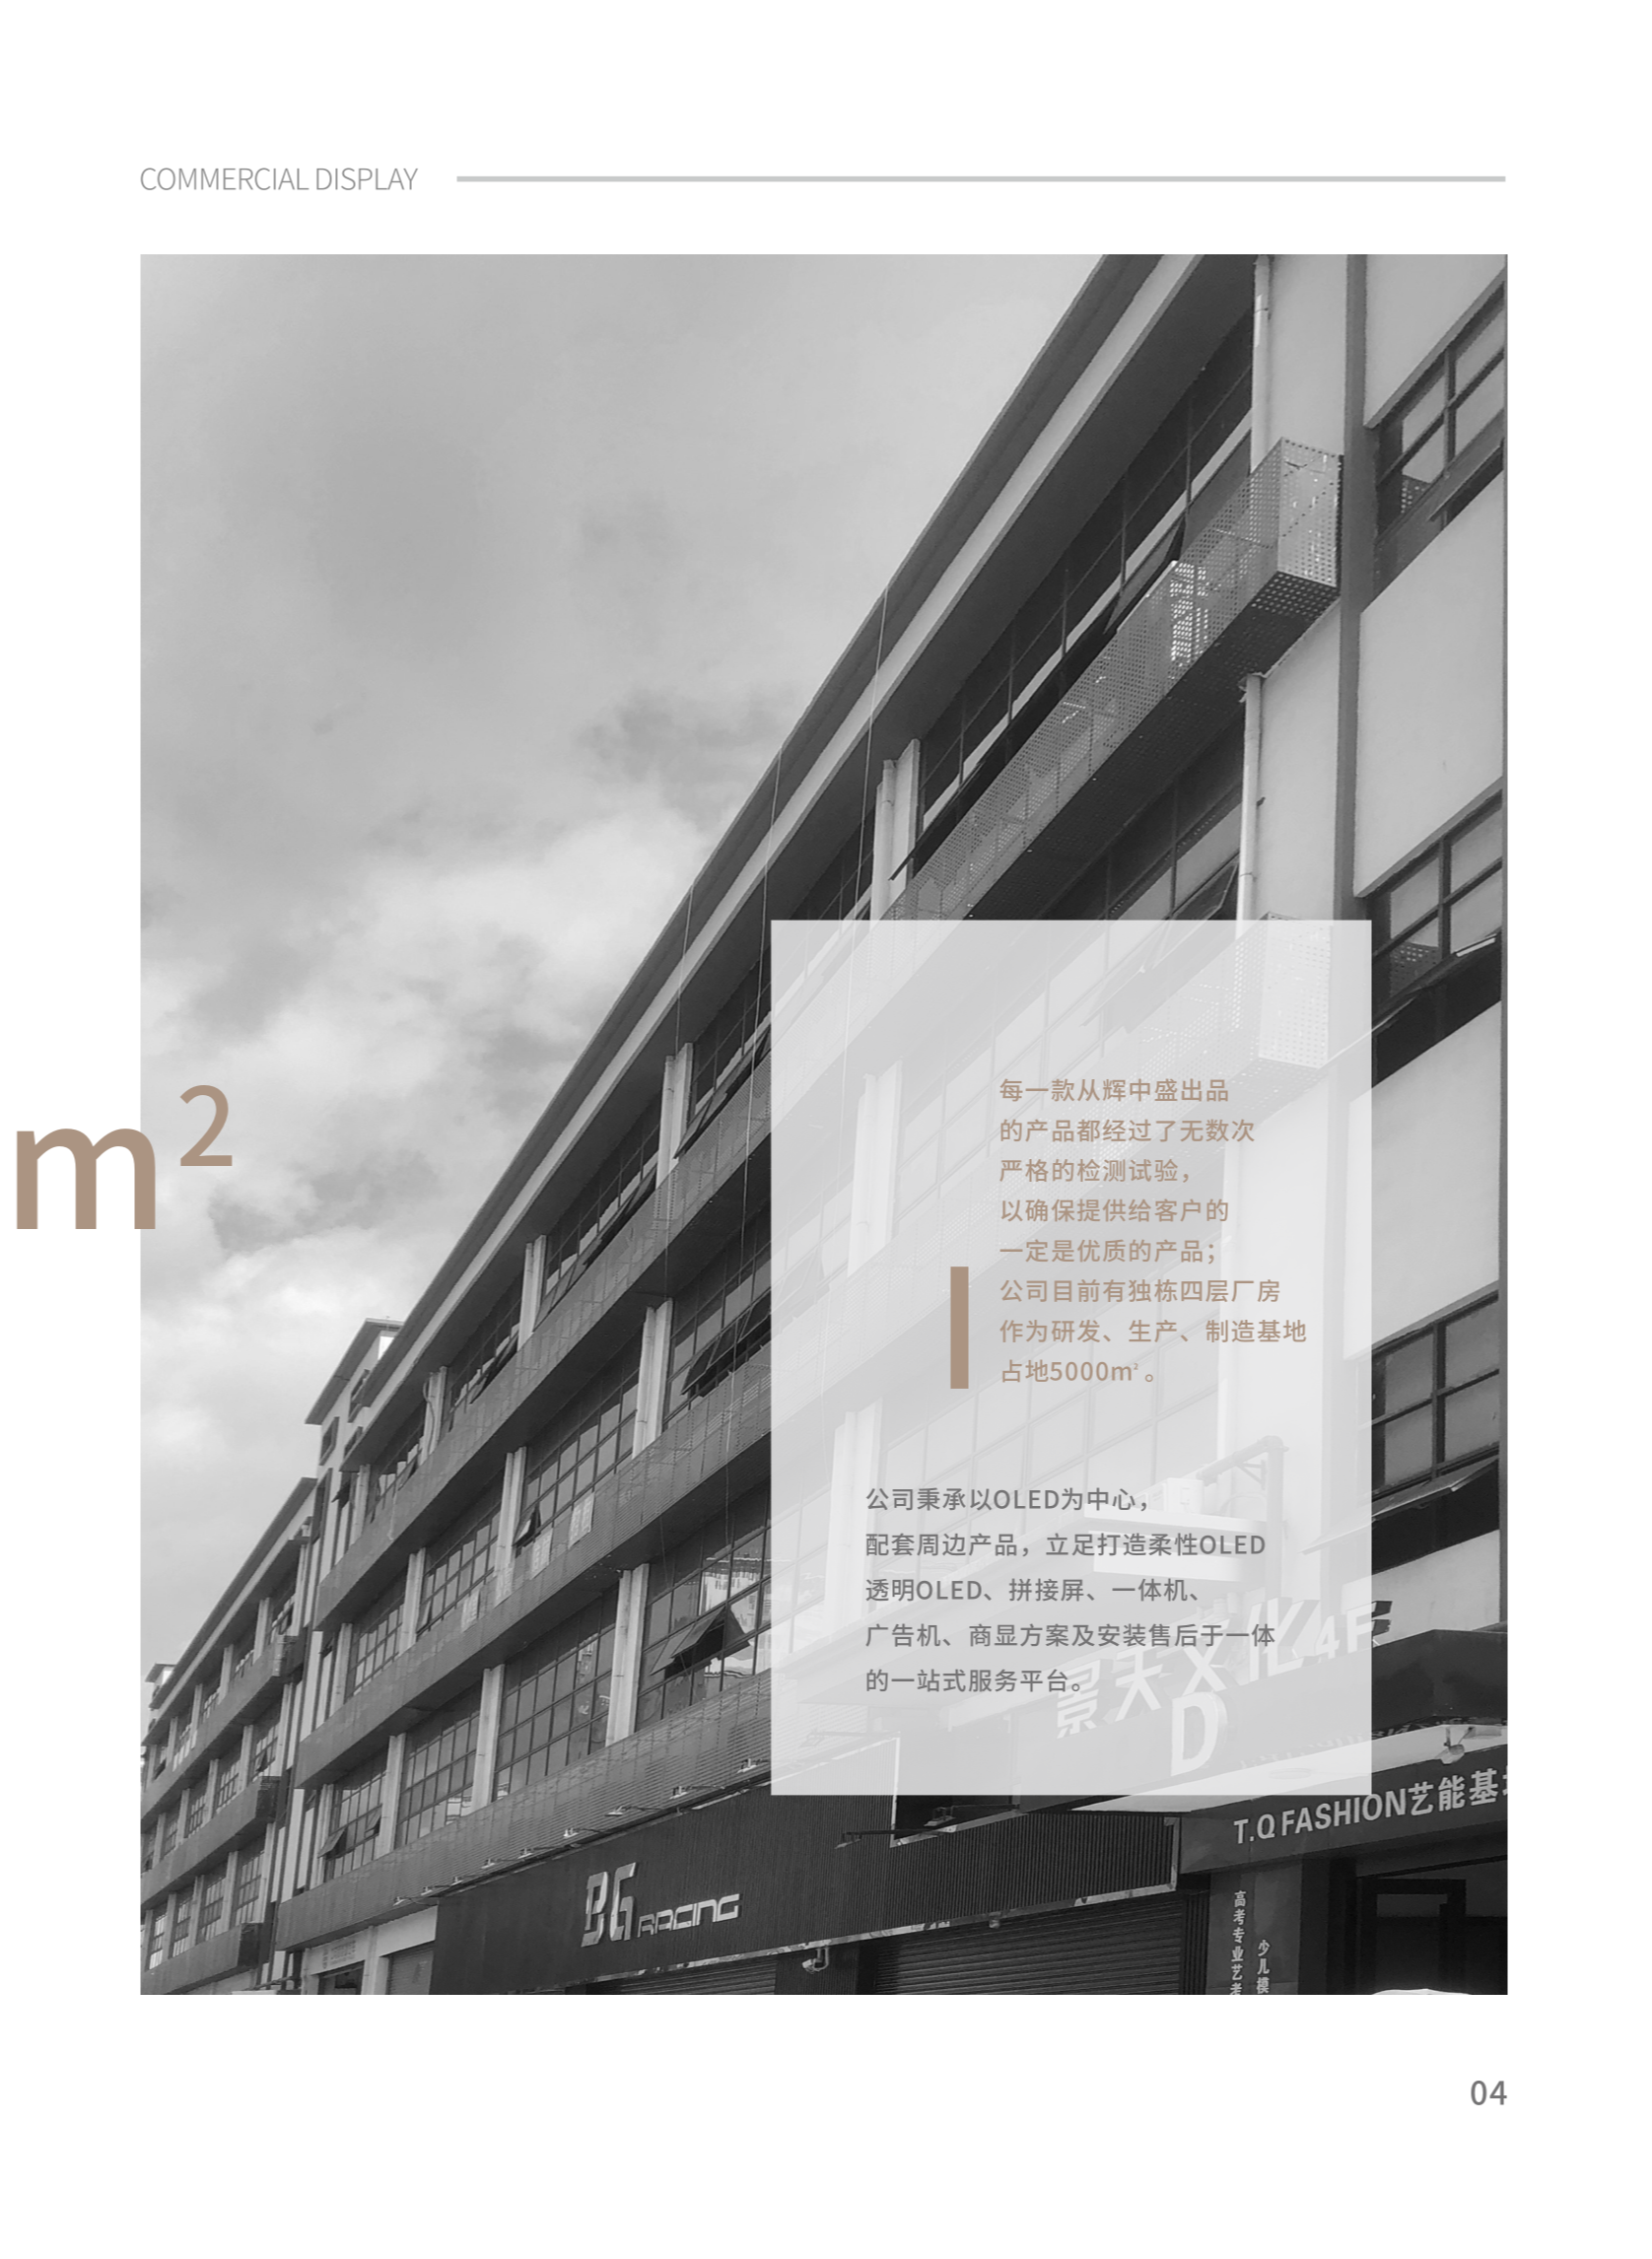 COMMERCIAL DISPLAY
m²
每一款从辉中盛出品
的产品都经过了无数次
严格的检测试验，
以确保提供给客户的
一定是优质的产品；
公司目前有独栋四层厂房
作为研发、生产、制造基地
占地5000㎡。
公司秉承以OLED为中心，
配套周边产品，立足打造柔性OLED
透明OLED、拼接屏、一体机、
广告机、商显方案及安装售后于一体
的一站式服务平台。
景天文化4F
D
T.Q FASHION艺能基
BG RACING
高考专业艺考
少儿模
04